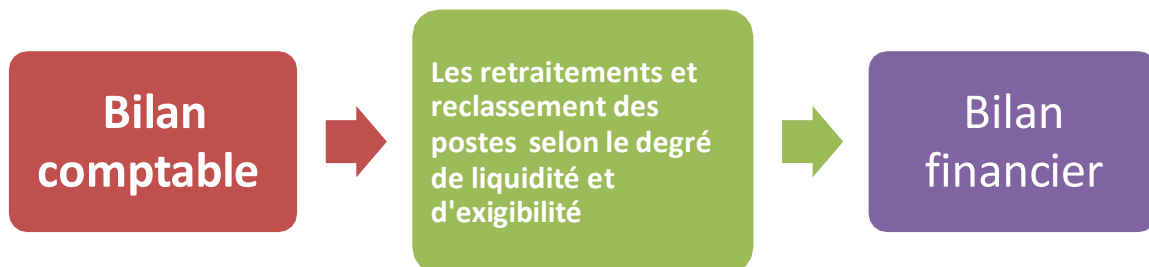 Bilan
comptable
Les retraitements et
reclassement des
postes selon le degré
de liquidité et
d'exigibilité
Bilan
financier